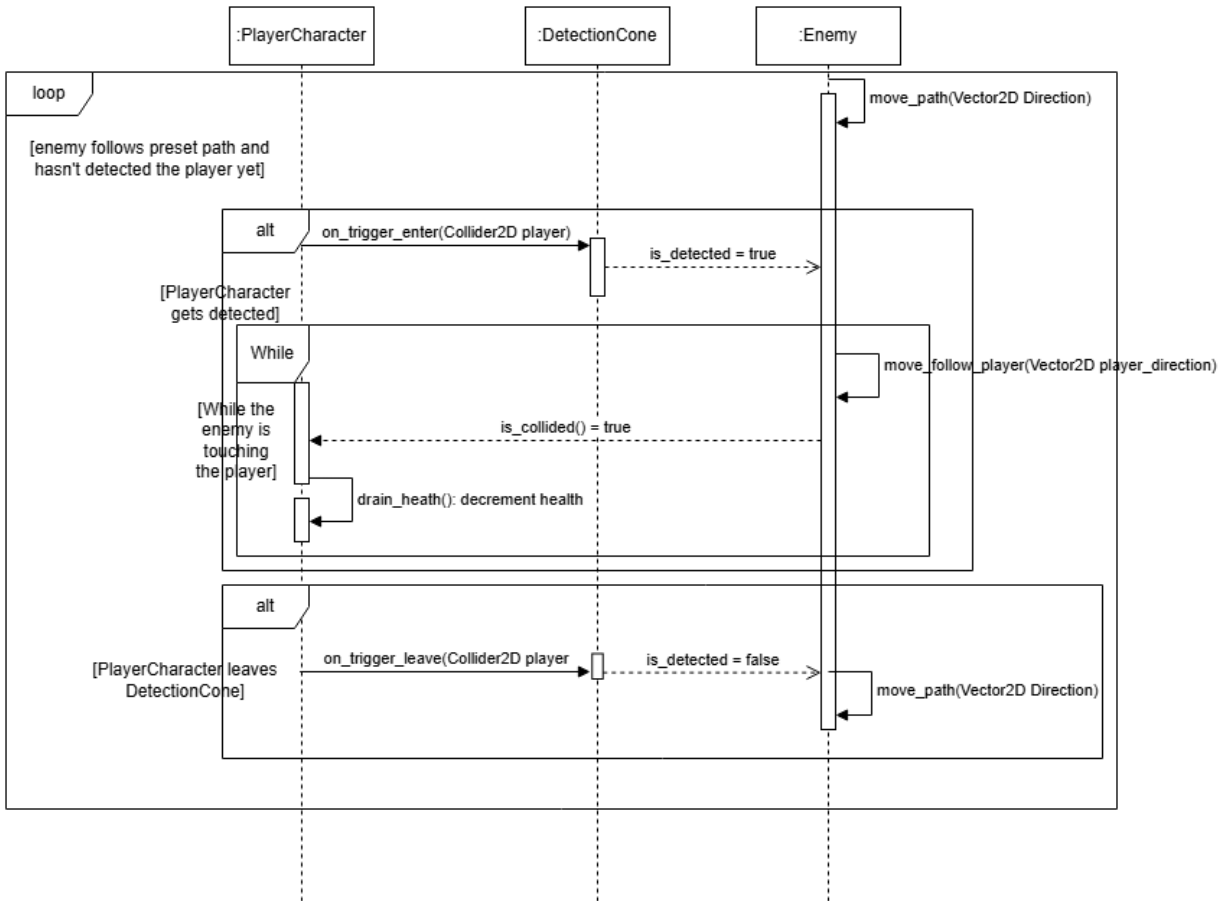 :PlayerCharacter
:DetectionCone
:Enemy
loop
move_path(Vector2D Direction)
[enemy follows preset path and
hasn't detected the player yet]
alt
on_trigger_enter(Collider2D player)
is_detected = true
[PlayerCharacter
gets detected]
While
move_follow_player(Vector2D player_direction)
[While the
enemy is
touching
the player]
is_collided() = true
drain_heath(): decrement health
alt
on_trigger_leave(Collider2D player
is_detected = false
[PlayerCharacter leaves
DetectionCone]
move_path(Vector2D Direction)